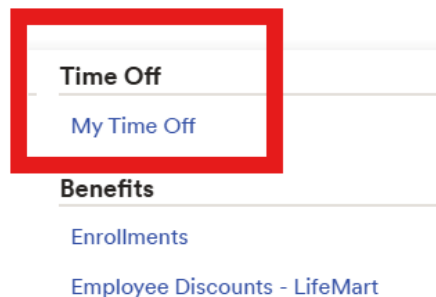 Time Off
My Time Off
Benefits
Enrollments
Employee Discounts - LifeMart